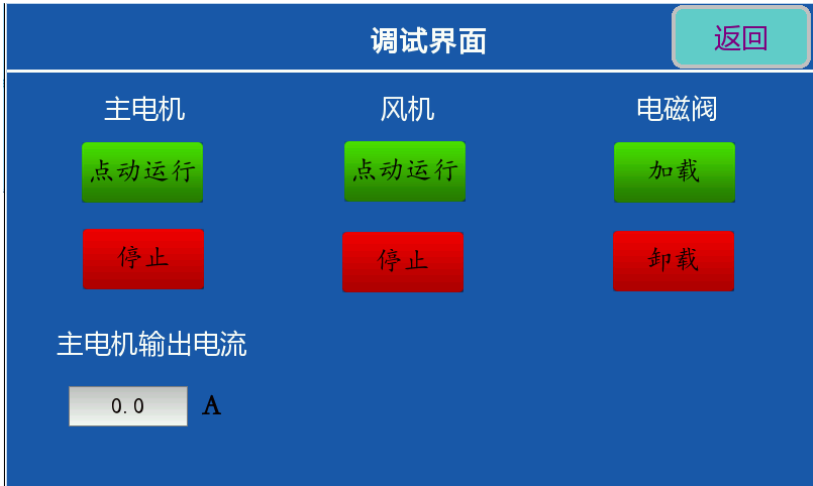 调试界面
返回
主电机 风机 电磁阀
点动运行 点动运行 加载
停止 停止 卸载
主电机输出电流
0.0 A